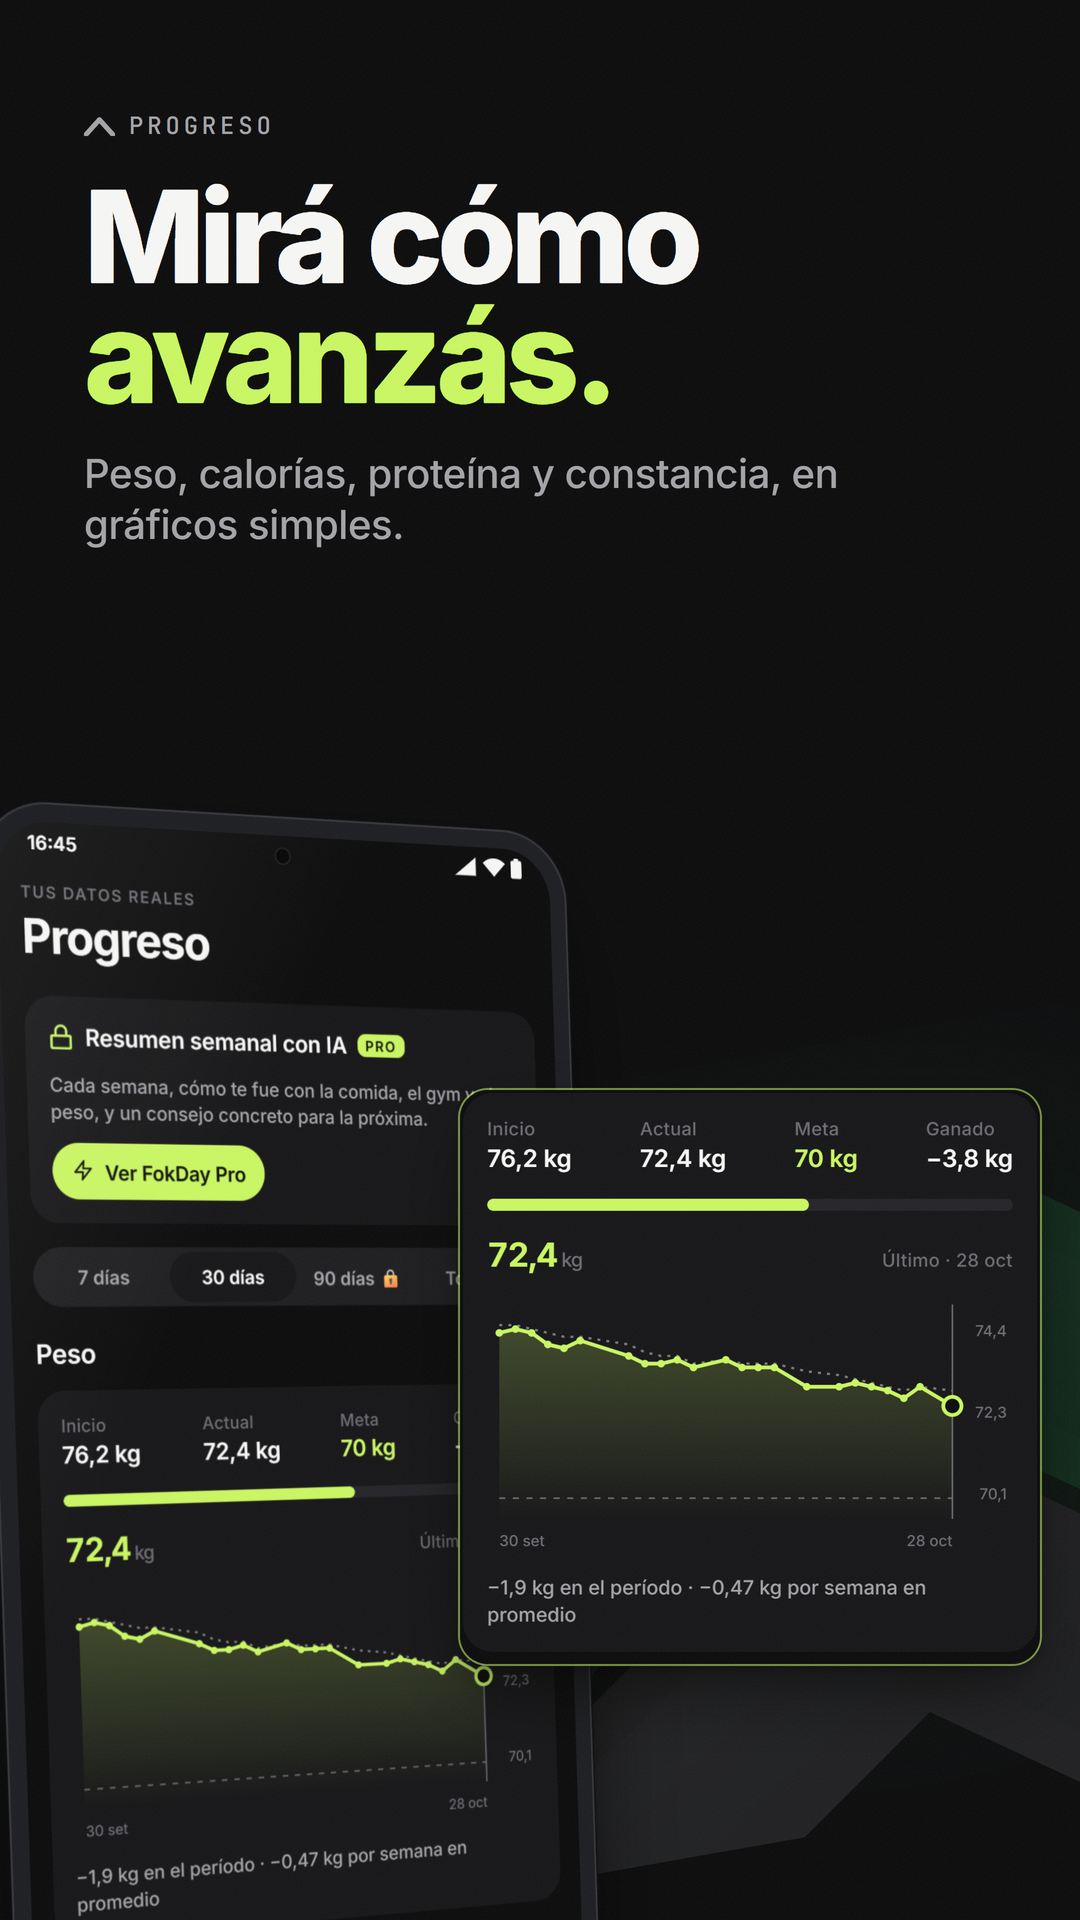 PROGRESO
Mirá cómo
avanzás.
Peso, calorías, proteína y constancia, en
gráficos simples.
16:45
TUS DATOS REALES
Progreso
Resumen semanal con IA PRO
Cada semana, cómo te fue con la comida, el gym
peso, y un consejo concreto para la próxima.
Ver FokDay Pro
7 días 30 días 90 días
Peso
Inicio Actual Meta
76,2 kg 72,4 kg 70 kg
72,4 kg
72,3
70,1
30 set 28 oct
−1,9 kg en el período · −0,47 kg por semana en
promedio
Inicio Actual Meta Ganado
76,2 kg 72,4 kg 70 kg −3,8 kg
72,4 kg Último · 28 oct
74,4
72,3
70,1
30 set 28 oct
−1,9 kg en el período · −0,47 kg por semana en
promedio